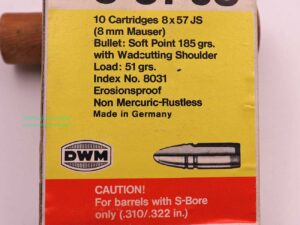 10 Cartridges 8 x 57 JS
(8 mm Mauser)
Bullet: Soft Point 185 grs.
with Wadcutting Shoulder
Load: 51 grs.
Index No. 8031
Erosionsproof
Non Mercuric-Rustless
Made in Germany
DWM
CAUTION!
For barrels with S-Bore
only (.310/.322 in.)